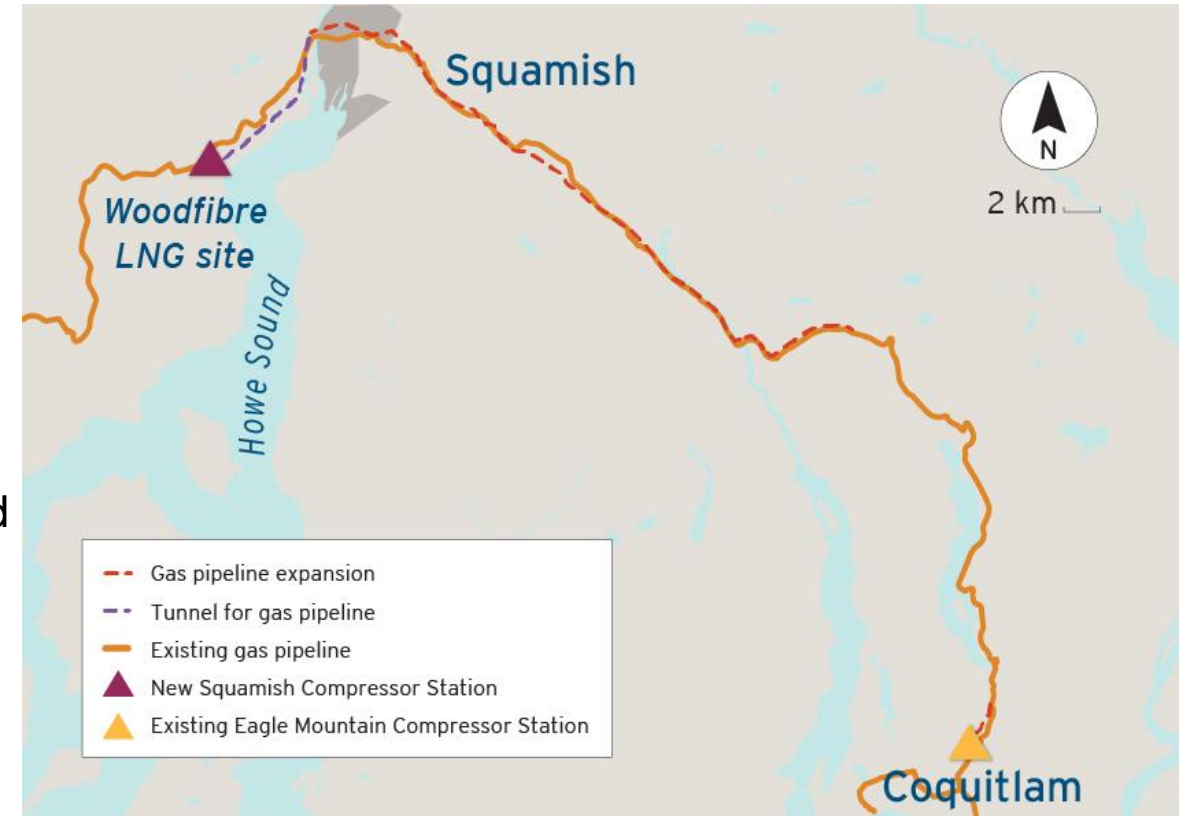 Squamish
N
2 km
Woodfibre
LNG site
Howe Sound
Gas pipeline expansion
Tunnel for gas pipeline
Existing gas pipeline
New Squamish Compressor Station
Existing Eagle Mountain Compressor Station
Coquitlam